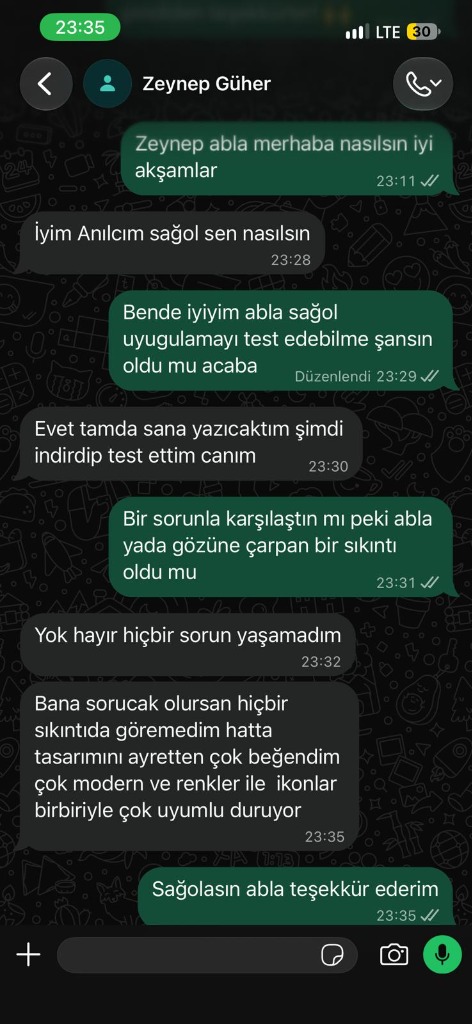 23:35
LTE 30
Zeynep Güher
Zeynep abla merhaba nasılsın iyi
akşamlar
23:11
İyim Anılcım sağol sen nasılsın
23:28
Bende iyiyim abla sağol
uyugulamayı test edebilme şansın
oldu mu acaba
Düzenlendi 23:29
Evet tamda sana yazıcaktım şimdi
indirdip test ettim canım
23:30
Bir sorunla karşılaştın mı peki abla
yada gözüne çarpan bir sıkıntı
oldu mu
23:31
Yok hayır hiçbir sorun yaşamadım
23:32
Bana sorucak olursan hiçbir
sıkıntıda göremedim hatta
tasarımını ayretten çok beğendim
çok modern ve renkler ile ikonlar
birbiriyle çok uyumlu duruyor
23:35
Sağolasın abla teşekkür ederim
23:35